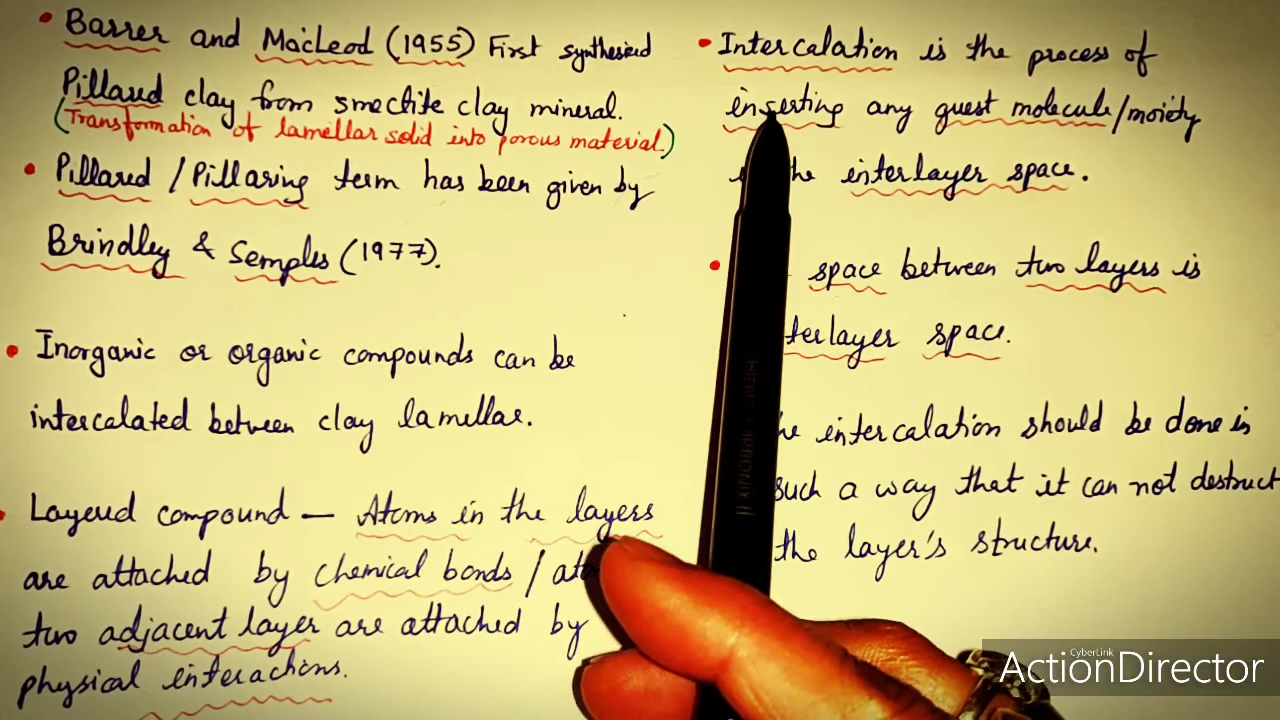 Barrer and MacLeod (1955) First synthesized
Pillared clay from smectite clay mineral.
(Transformation of lamellar solid into porous material.)
Pillared / Pillaring term has been given by
Brindley & Semples (1977).
Inorganic or organic compounds can be
intercalated between clay lamellar.
Layered compound — Atoms in the layers
are attached by chemical bonds /
two adjacent layer are attached by
physical interactions.
Intercalation is the process of
inserting any guest molecule/moiety
interlayer space.
space between two layers is
terlayer space.
intercalation should be done in
such a way that it can not destruct
the layer's structure.
CyberLink
ActionDirector